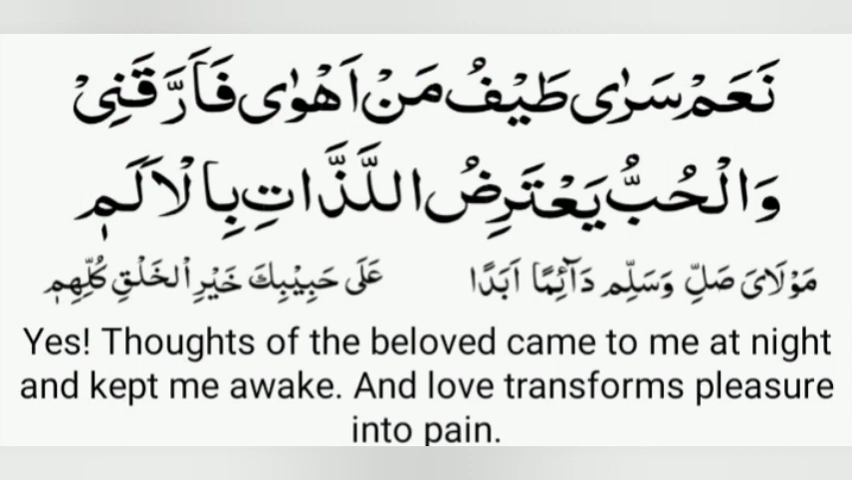 نَعَمْ سَرٰى طَيْفُ مَنْ اَهْوٰى فَاَرَّقَنِىْ
وَالْحُبُّ يَعْتَرِضُ اللَّذَّاتِ بِالْاَلَمٖ
مَوْلَاىَ صَلِّ وَسَلِّمْ دَآئِمًا اَبَدًا عَلَى حَبِيْبِكَ خَيْرِ الْخَلْقِ كُلِّهِمٖ
Yes! Thoughts of the beloved came to me at night
and kept me awake. And love transforms pleasure
into pain.